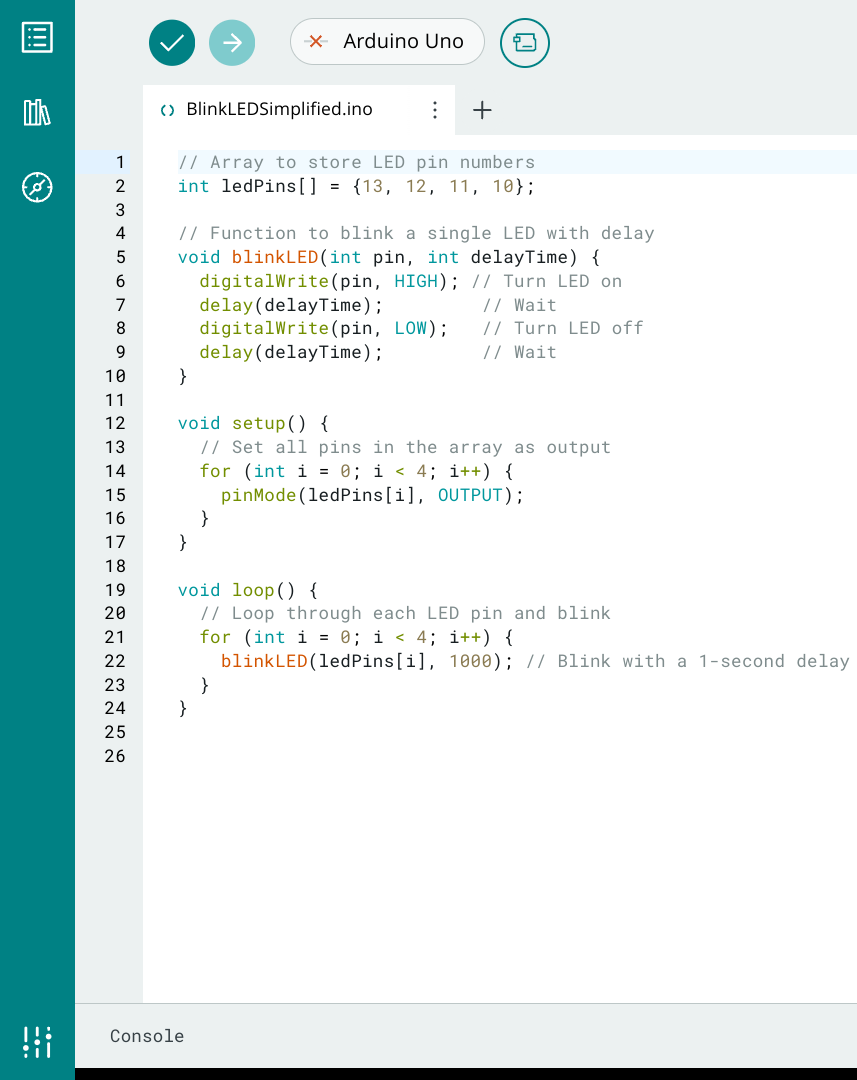 Arduino Uno
BlinkLEDSimplified.ino
1 // Array to store LED pin numbers
2 int ledPins[] = {13, 12, 11, 10};
3
4 // Function to blink a single LED with delay
5 void blinkLED(int pin, int delayTime) {
6   digitalWrite(pin, HIGH); // Turn LED on
7   delay(delayTime);         // Wait
8   digitalWrite(pin, LOW);   // Turn LED off
9   delay(delayTime);         // Wait
10 }
11
12 void setup() {
13   // Set all pins in the array as output
14   for (int i = 0; i < 4; i++) {
15     pinMode(ledPins[i], OUTPUT);
16   }
17 }
18
19 void loop() {
20   // Loop through each LED pin and blink
21   for (int i = 0; i < 4; i++) {
22     blinkLED(ledPins[i], 1000); // Blink with a 1-second delay
23   }
24 }
25
26
Console